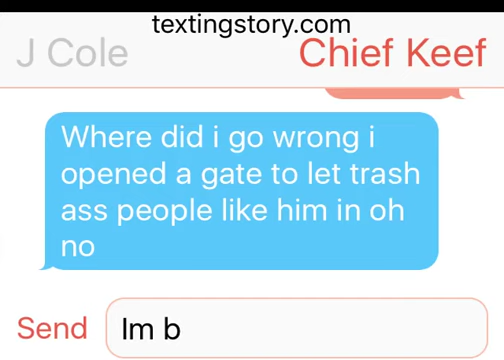 textingstory.com
J Cole Chief Keef
Where did i go wrong i
opened a gate to let trash
ass people like him in oh
no
Send Im b